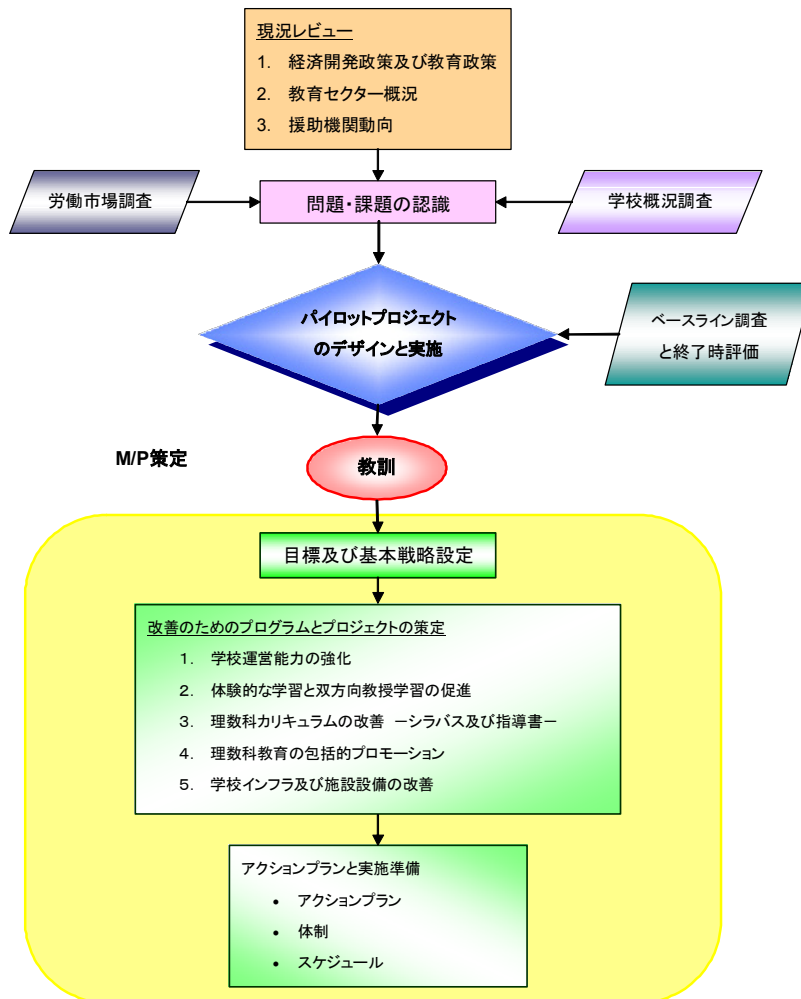 現況レビュー
1. 経済開発政策及び教育政策
2. 教育セクター概況
3. 援助機関動向
労働市場調査
問題・課題の認識
学校概況調査
パイロットプロジェクト
のデザインと実施
ベースライン調査
と終了時評価
M/P策定
教訓
目標及び基本戦略設定
改善のためのプログラムとプロジェクトの策定
1. 学校運営能力の強化
2. 体験的な学習と双方向教授学習の促進
3. 理数科カリキュラムの改善 －シラバス及び指導書－
4. 理数科教育の包括的プロモーション
5. 学校インフラ及び施設設備の改善
アクションプランと実施準備
• アクションプラン
• 体制
• スケジュール